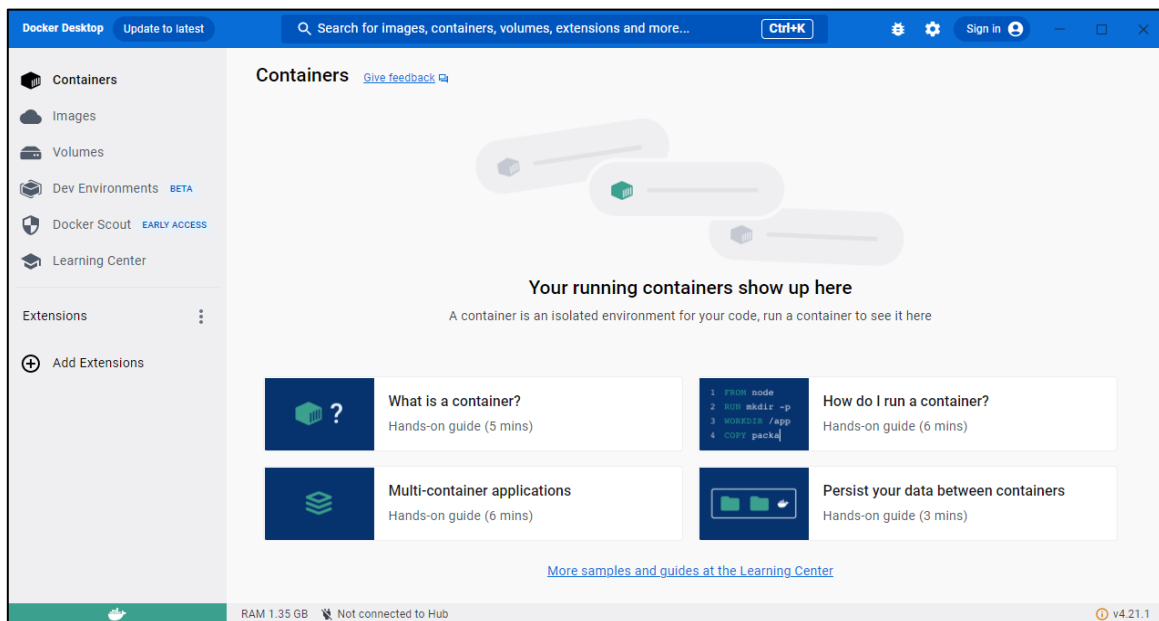 Docker Desktop Update to latest Search for images, containers, volumes, extensions and more... Ctrl+K Sign in
Containers
Images
Volumes
Dev Environments BETA
Docker Scout EARLY ACCESS
Learning Center
Extensions
Add Extensions
Containers Give feedback
Your running containers show up here
A container is an isolated environment for your code, run a container to see it here
?
What is a container?
Hands-on guide (5 mins)
1 FROM node
2 RUN mkdir -p
3 WORKDIR /app
4 COPY packa
How do I run a container?
Hands-on guide (6 mins)
Multi-container applications
Hands-on guide (6 mins)
Persist your data between containers
Hands-on guide (3 mins)
More samples and guides at the Learning Center
RAM 1.35 GB Not connected to Hub v4.21.1